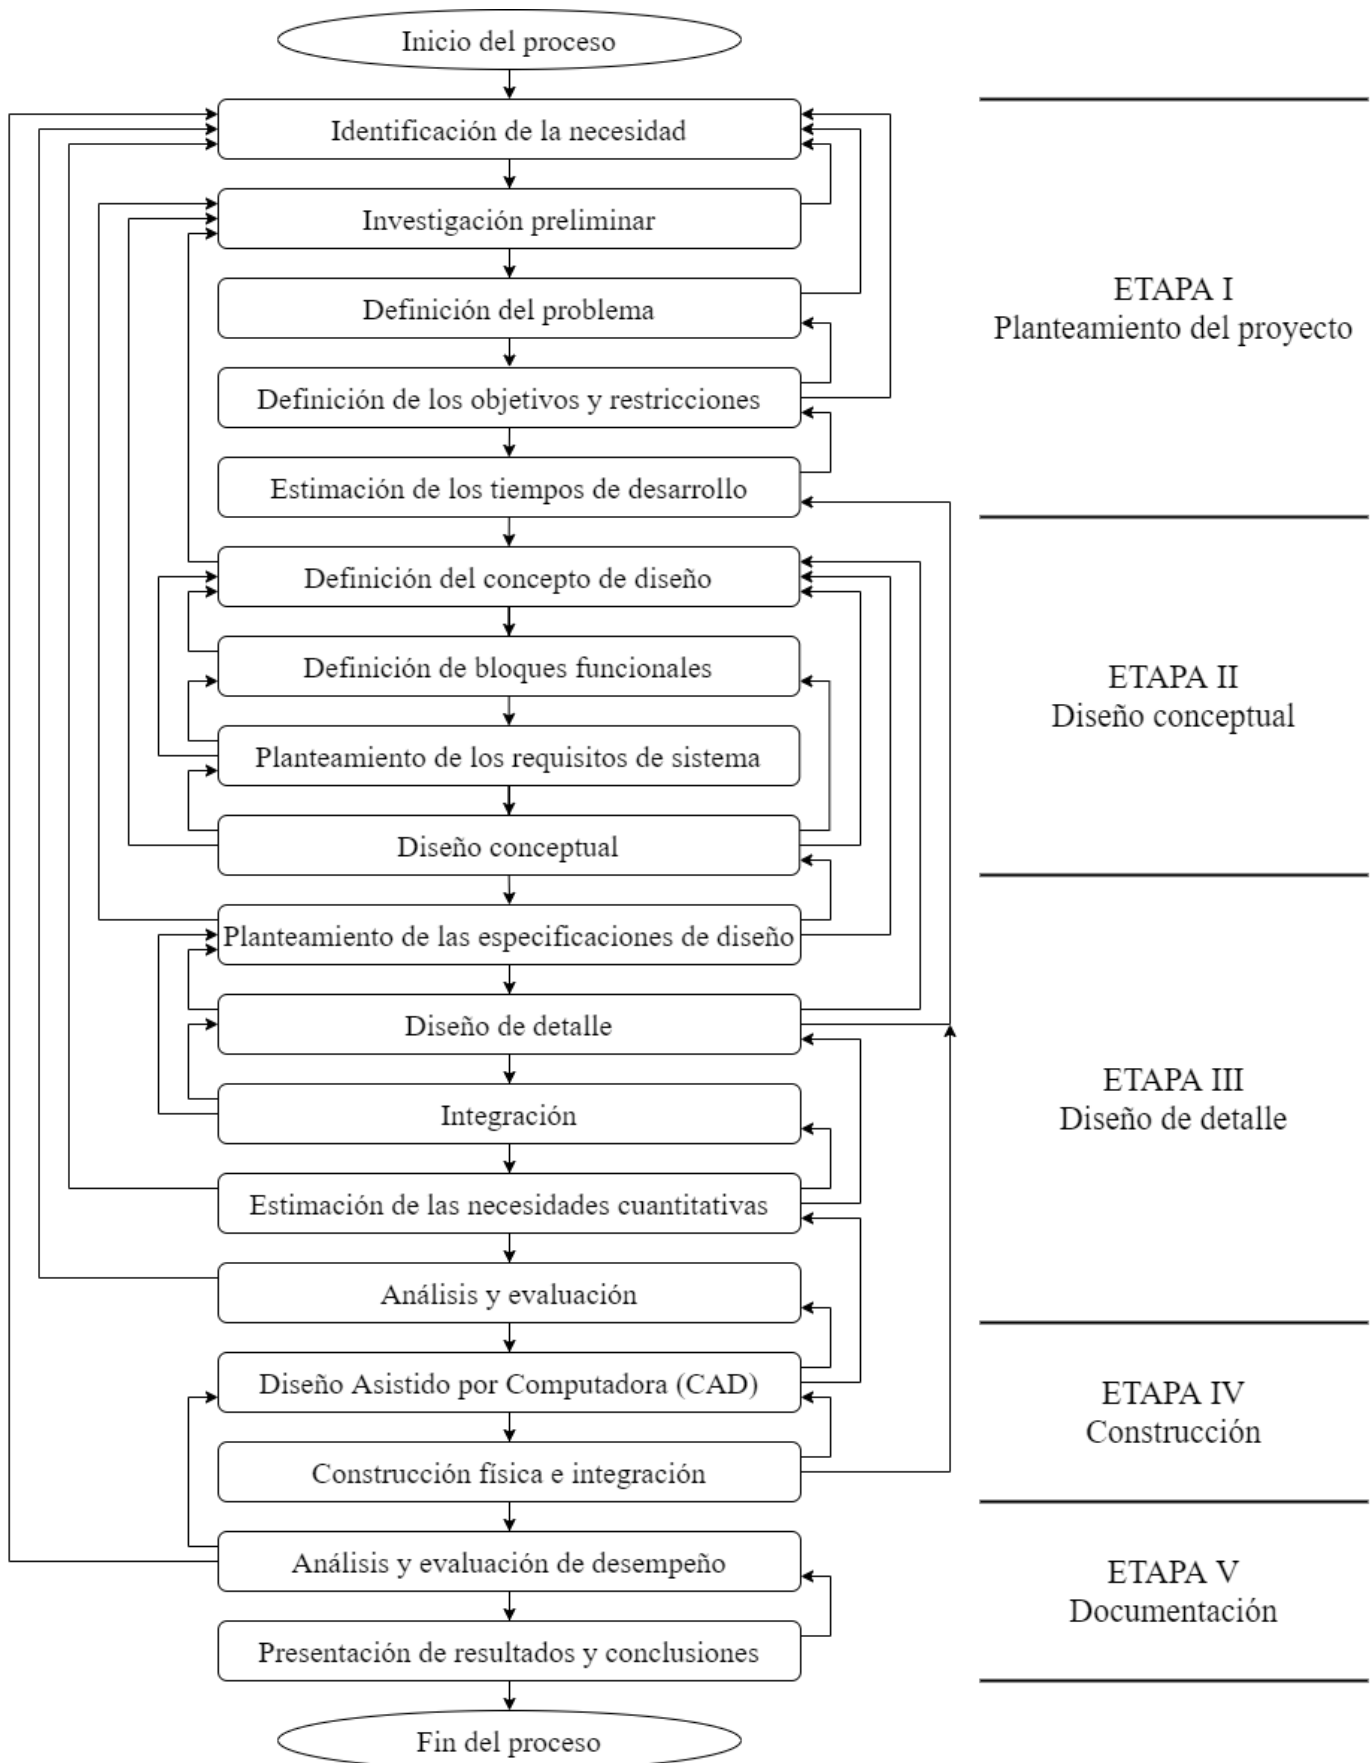 Inicio del proceso
Identificación de la necesidad
Investigación preliminar
Definición del problema
Definición de los objetivos y restricciones
Estimación de los tiempos de desarrollo
ETAPA I
Planteamiento del proyecto
Definición del concepto de diseño
Definición de bloques funcionales
Planteamiento de los requisitos de sistema
Diseño conceptual
ETAPA II
Diseño conceptual
Planteamiento de las especificaciones de diseño
Diseño de detalle
Integración
Estimación de las necesidades cuantitativas
Análisis y evaluación
ETAPA III
Diseño de detalle
Diseño Asistido por Computadora (CAD)
Construcción física e integración
ETAPA IV
Construcción
Análisis y evaluación de desempeño
Presentación de resultados y conclusiones
ETAPA V
Documentación
Fin del proceso